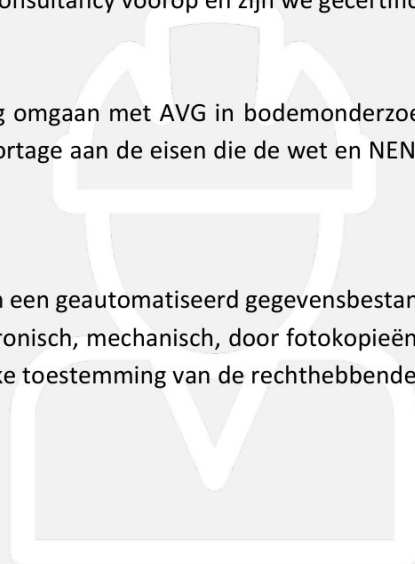 onsultancy voorop en zijn we gecertific
g omgaan met AVG in bodemonderzoe
ortage aan de eisen die de wet en NEN
n een geautomatiseerd gegevensbestan
ronisch, mechanisch, door fotokopieën
ke toestemming van de rechthebbende